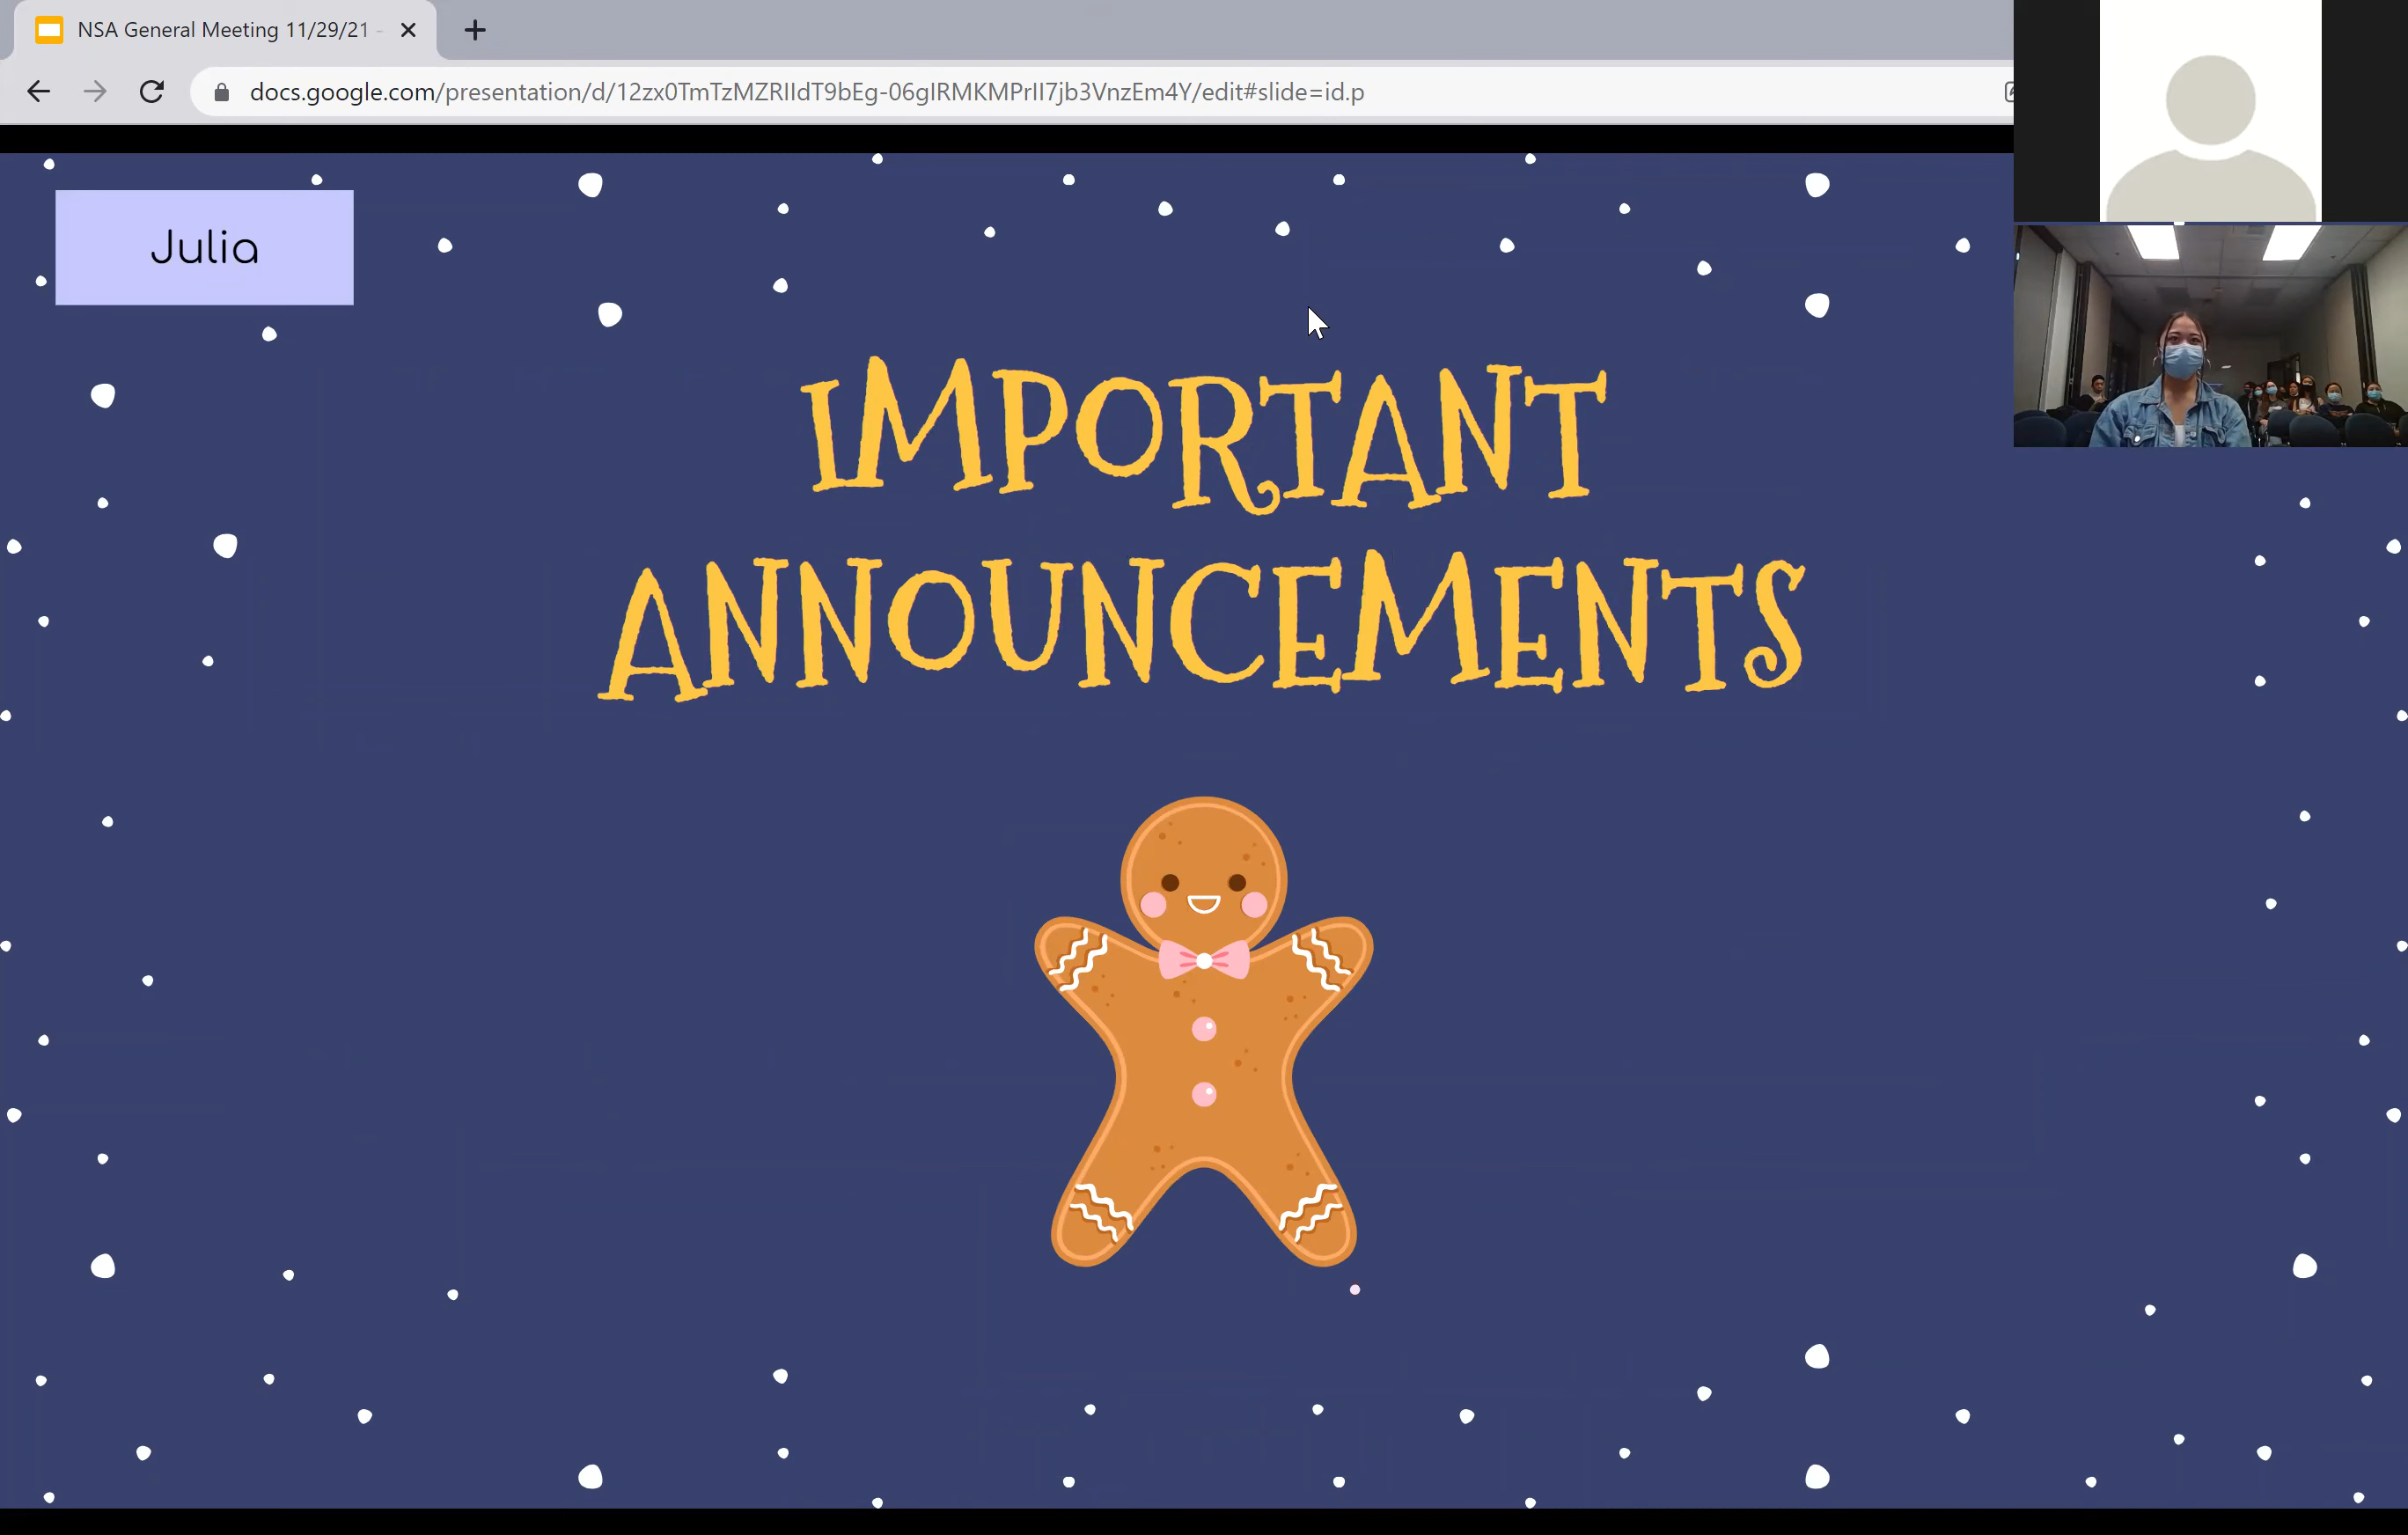 NSA General Meeting 11/29/21 -
docs.google.com/presentation/d/12zx0TmTzMZRIIdT9bEg-06gIRMKMPrII7jb3VnzEm4Y/edit#slide=id.p
Julia
IMPORTANT
ANNOUNCEMENTS